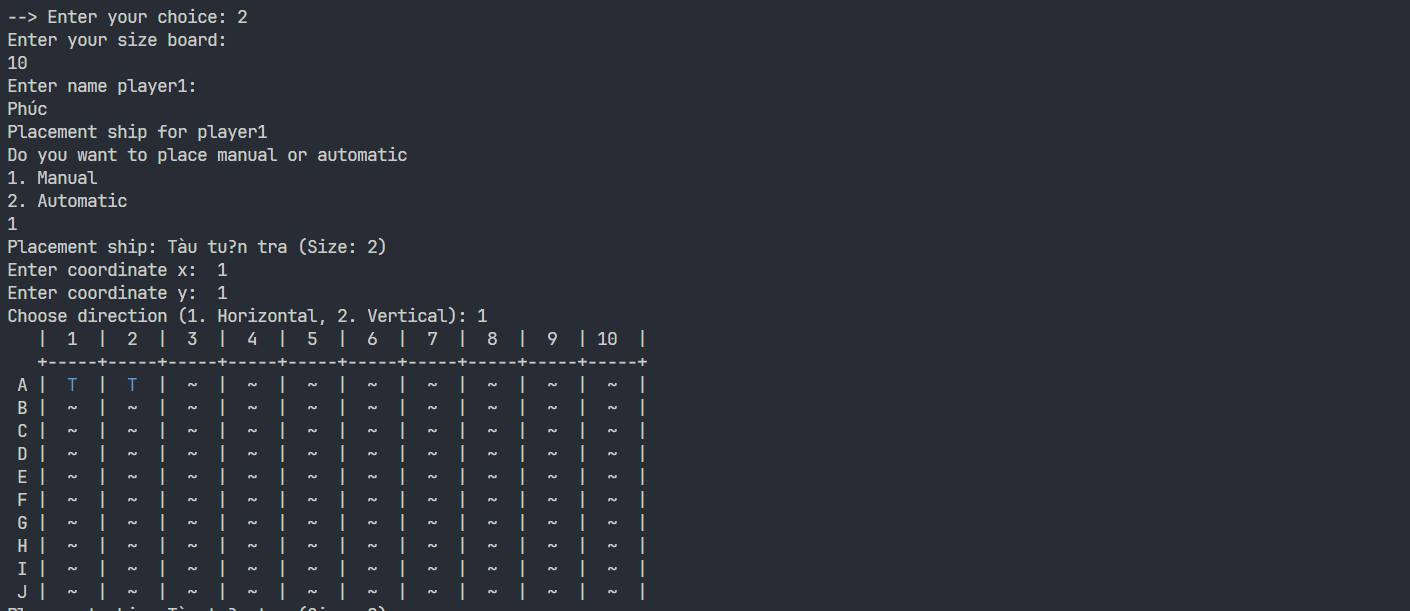 --> Enter your choice: 2
Enter your size board:
10
Enter name player1:
Phúc
Placement ship for player1
Do you want to place manual or automatic
1. Manual
2. Automatic
1
Placement ship: Tàu tu?n tra (Size: 2)
Enter coordinate x:  1
Enter coordinate y:  1
Choose direction (1. Horizontal, 2. Vertical): 1
   |  1  |  2  |  3  |  4  |  5  |  6  |  7  |  8  |  9  | 10  |
   +-----+-----+-----+-----+-----+-----+-----+-----+-----+-----+
 A |  T  |  T  |  ~  |  ~  |  ~  |  ~  |  ~  |  ~  |  ~  |  ~  |
 B |  ~  |  ~  |  ~  |  ~  |  ~  |  ~  |  ~  |  ~  |  ~  |  ~  |
 C |  ~  |  ~  |  ~  |  ~  |  ~  |  ~  |  ~  |  ~  |  ~  |  ~  |
 D |  ~  |  ~  |  ~  |  ~  |  ~  |  ~  |  ~  |  ~  |  ~  |  ~  |
 E |  ~  |  ~  |  ~  |  ~  |  ~  |  ~  |  ~  |  ~  |  ~  |  ~  |
 F |  ~  |  ~  |  ~  |  ~  |  ~  |  ~  |  ~  |  ~  |  ~  |  ~  |
 G |  ~  |  ~  |  ~  |  ~  |  ~  |  ~  |  ~  |  ~  |  ~  |  ~  |
 H |  ~  |  ~  |  ~  |  ~  |  ~  |  ~  |  ~  |  ~  |  ~  |  ~  |
 I |  ~  |  ~  |  ~  |  ~  |  ~  |  ~  |  ~  |  ~  |  ~  |  ~  |
 J |  ~  |  ~  |  ~  |  ~  |  ~  |  ~  |  ~  |  ~  |  ~  |  ~  |